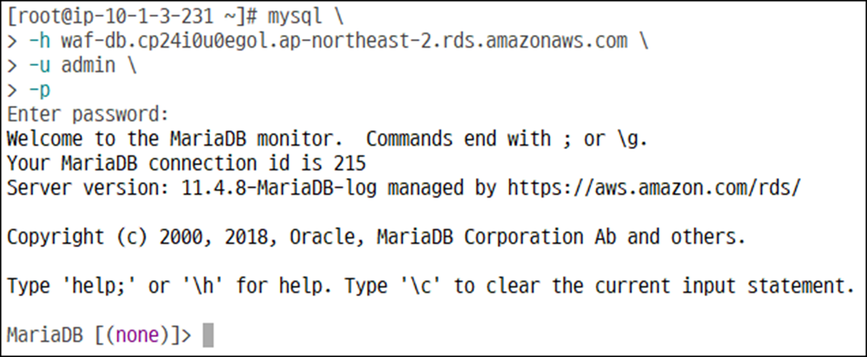 [root@ip-10-1-3-231 ~]# mysql \
> -h waf-db.cp24i0u0egol.ap-northeast-2.rds.amazonaws.com \
> -u admin \
> -p
Enter password:
Welcome to the MariaDB monitor.  Commands end with ; or \g.
Your MariaDB connection id is 215
Server version: 11.4.8-MariaDB-log managed by https://aws.amazon.com/rds/

Copyright (c) 2000, 2018, Oracle, MariaDB Corporation Ab and others.

Type 'help;' or '\h' for help. Type '\c' to clear the current input statement.

MariaDB [(none)]>